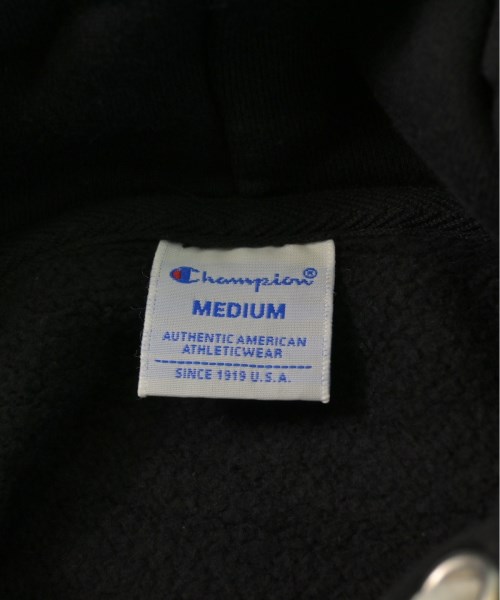 Champion®
MEDIUM
AUTHENTIC AMERICAN
ATHLETICWEAR
SINCE 1919 U.S.A.